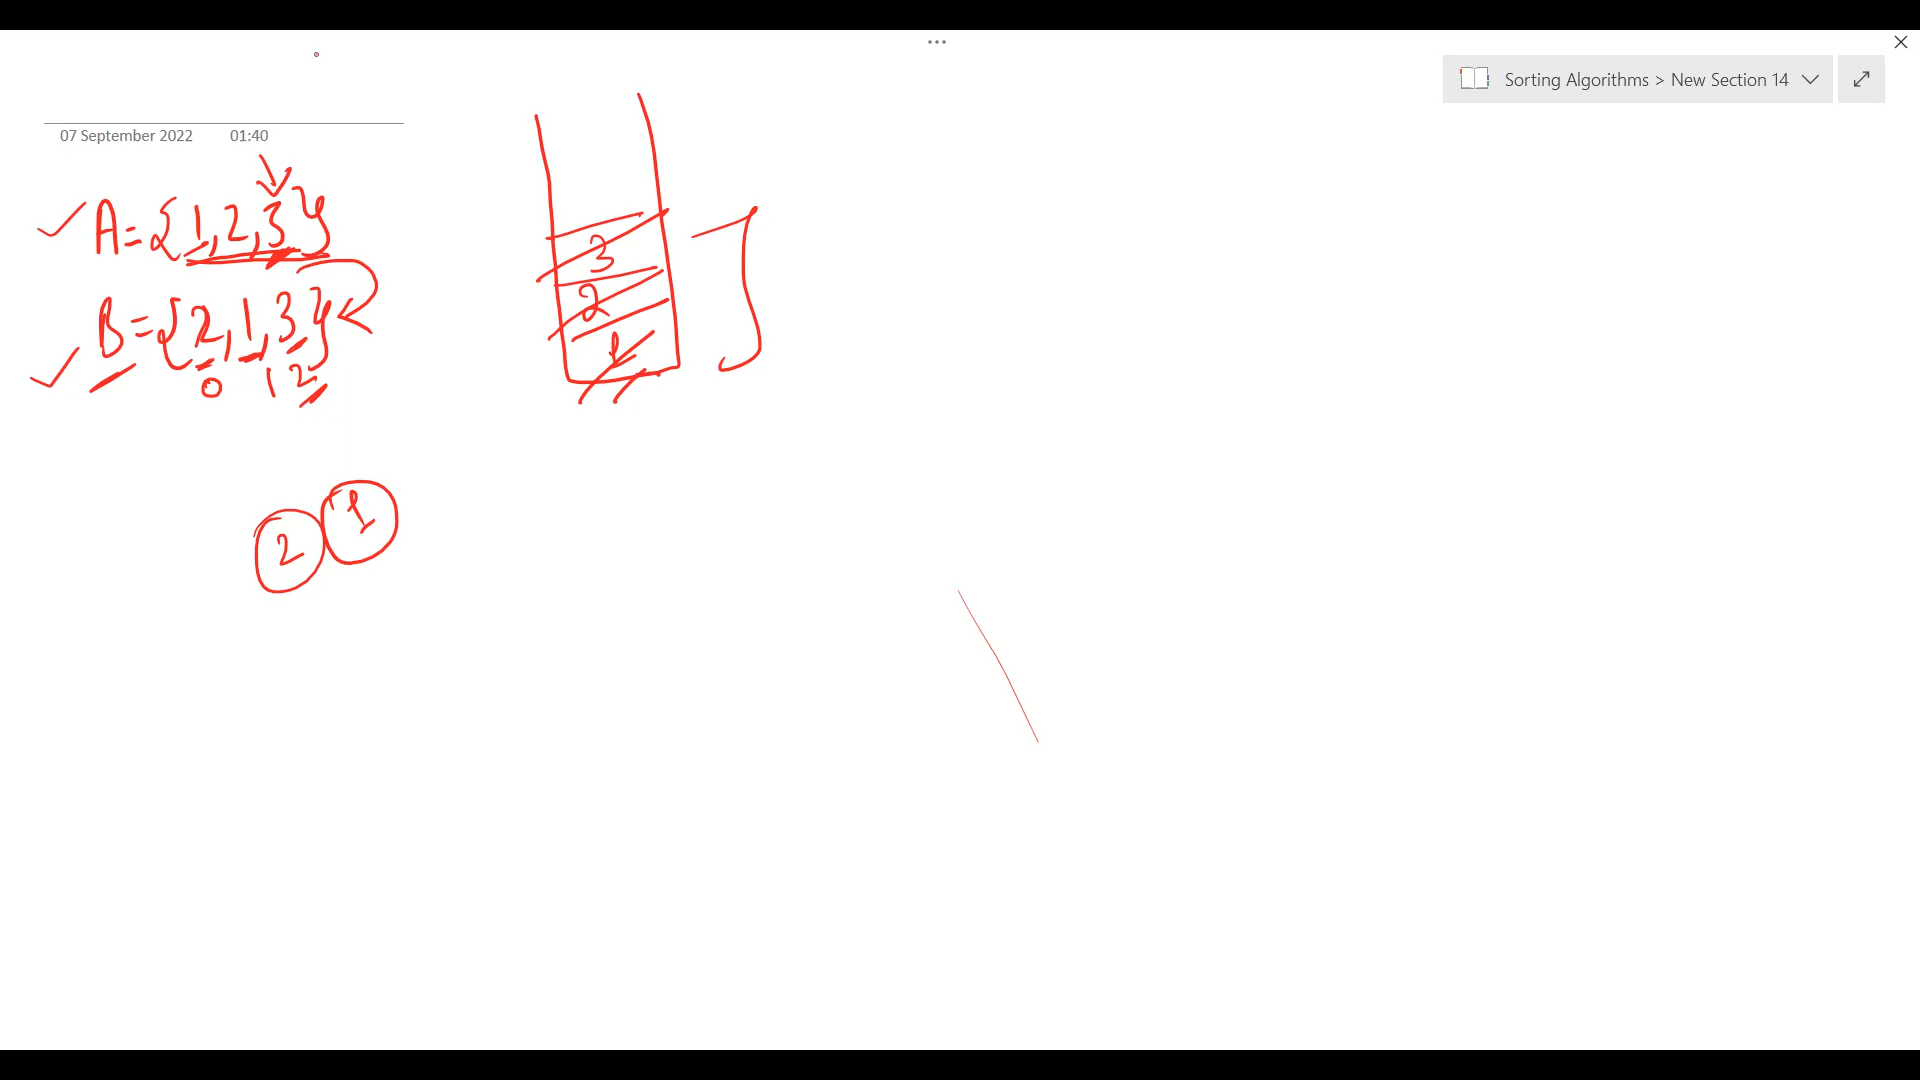 Sorting Algorithms > New Section 14
07 September 2022 01:40
A={1,2,3}
B={2,1,3}
0 1 2
3
2
1
2 1